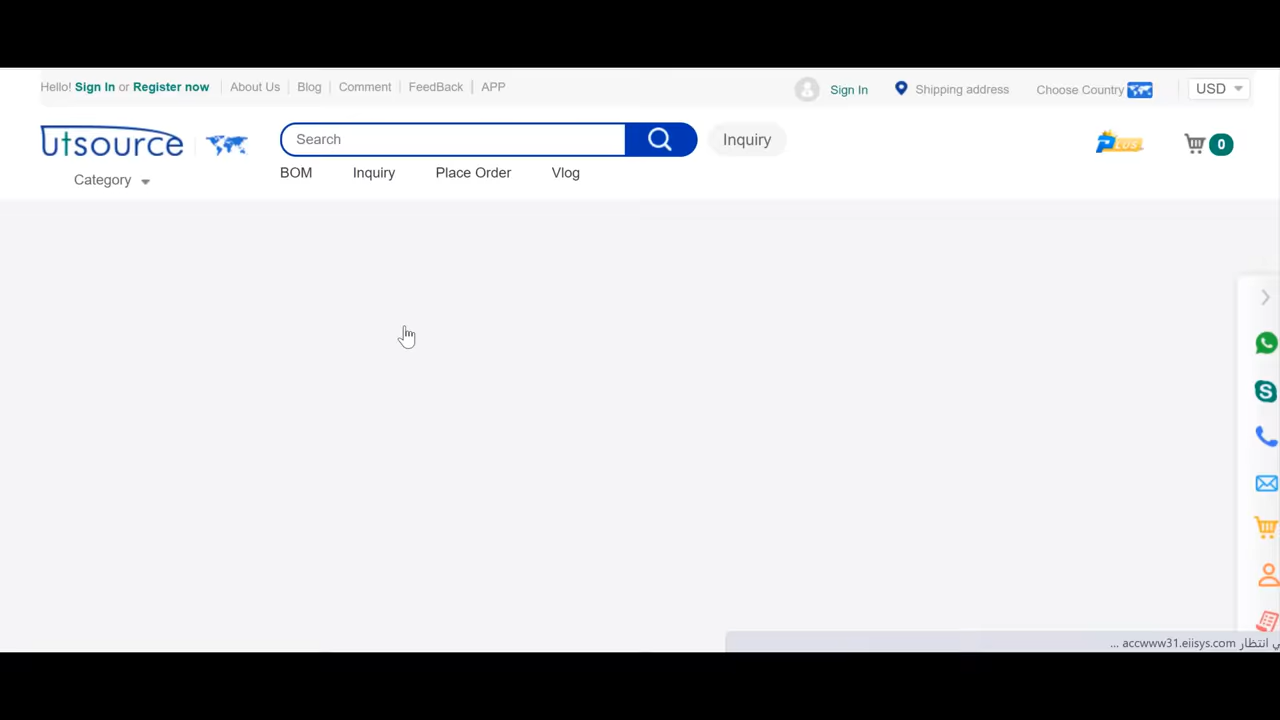 Hello! Sign In or Register now About Us Blog Comment FeedBack APP
Sign In Shipping address Choose Country USD
utsource Search Inquiry PLUS 0
BOM Inquiry Place Order Vlog
Category
انتظار accwww31.eiisys.com ...